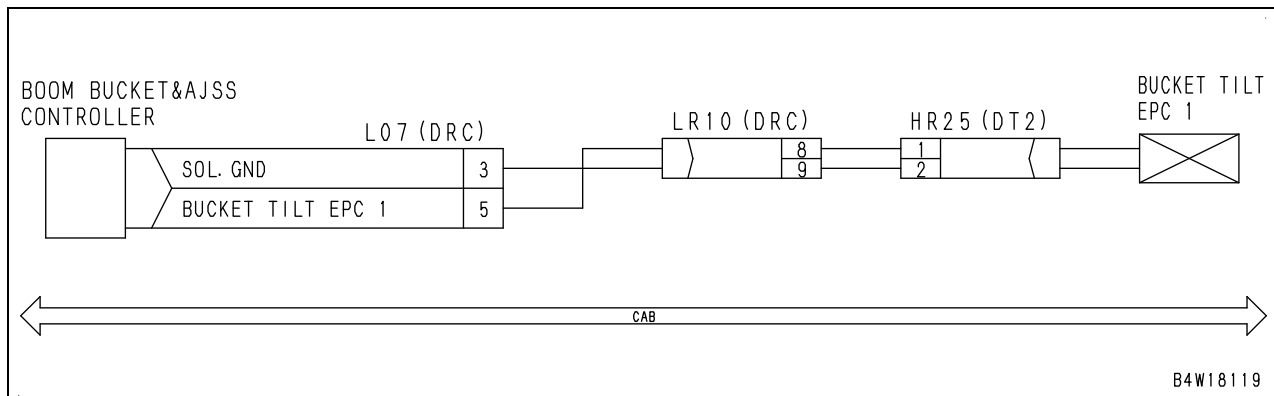 BOOM BUCKET&AJSS
CONTROLLER
L07(DRC)
SOL.GND 3
BUCKET TILT EPC 1 5
LR10(DRC)
8
9
HR25(DT2)
1
2
BUCKET TILT
EPC 1
CAB
B4W18119